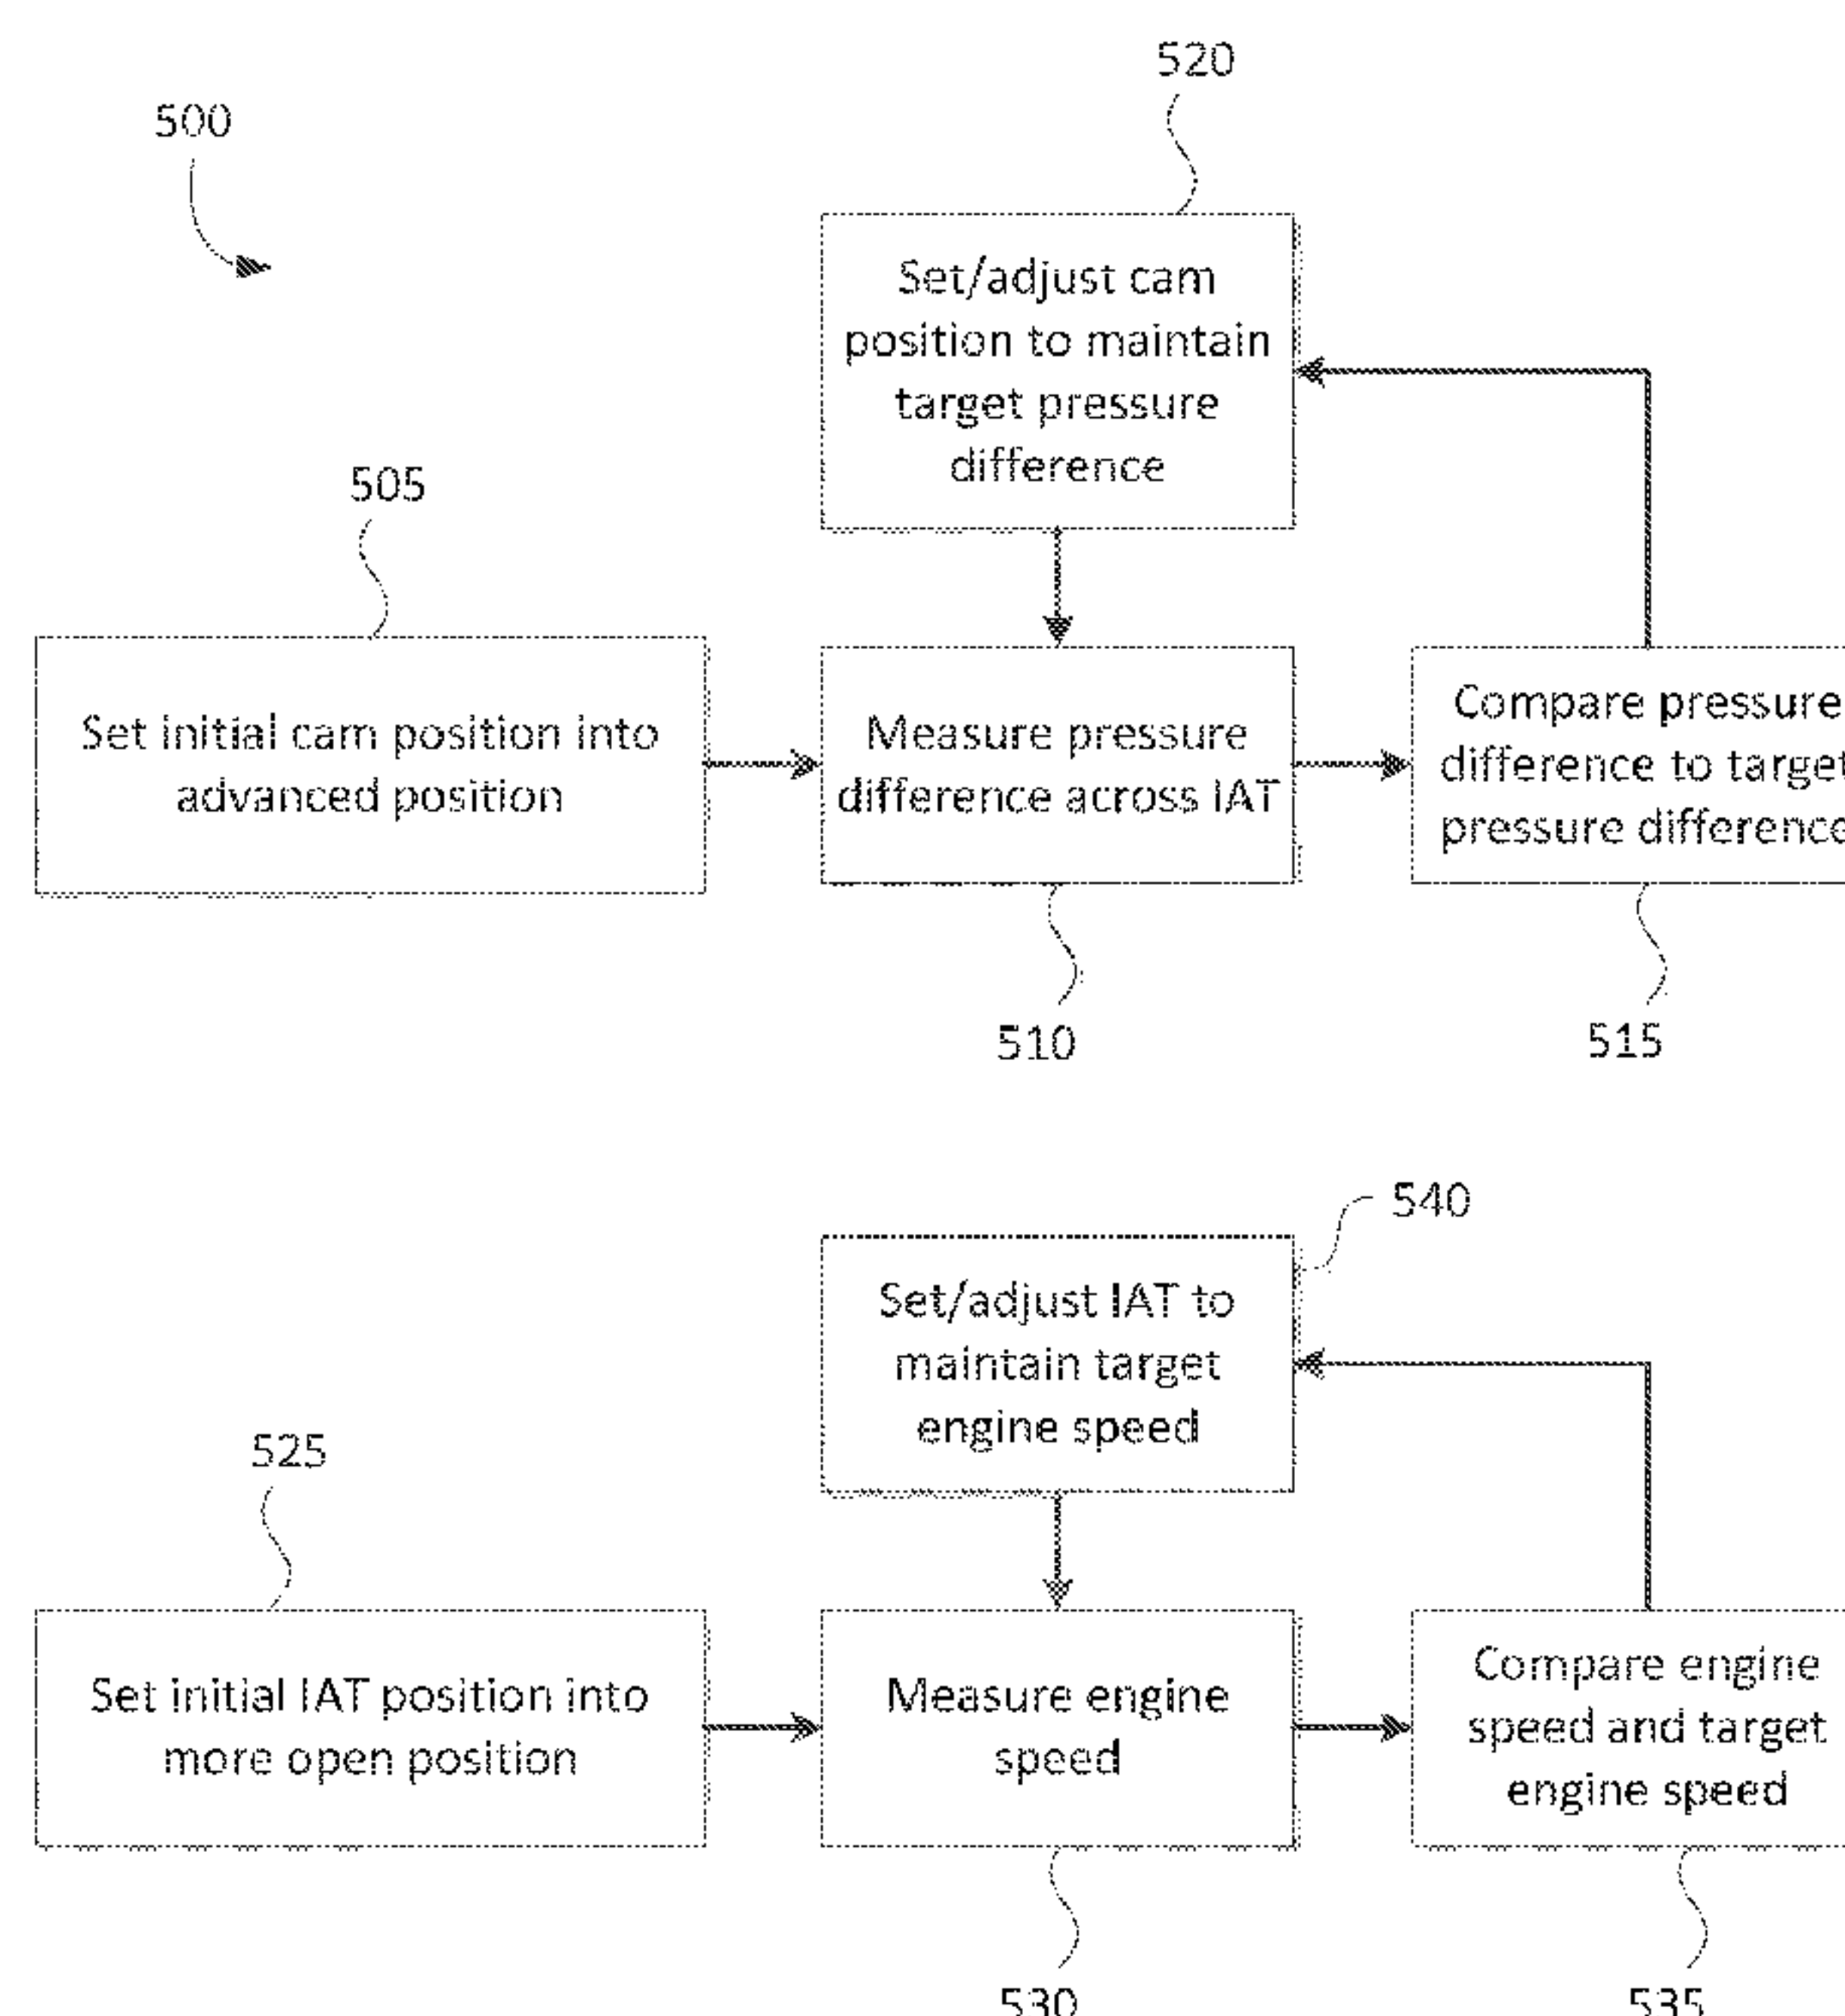 500
520
Set/adjust cam
position to maintain
target pressure
difference
505
Set initial cam position into
advanced position
Measure pressure
difference across IAT
Compare pressure
difference to target
pressure difference
510
515
540
Set/adjust IAT to
maintain target
engine speed
525
Set initial IAT position into
more open position
Measure engine
speed
Compare engine
speed and target
engine speed
530
535